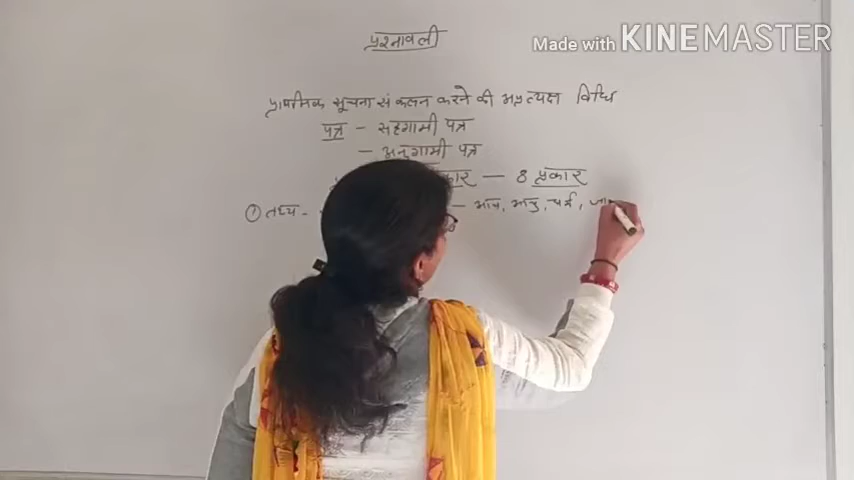 प्रश्नावली
Made with KINEMASTER
प्राथमिक सूचना संकलन करने की अप्रत्यक्ष विधि
पत्र - सहगामी पत्र
- अनुगामी पत्र
— 8 प्रकार
① तथ्य - — आय, आयु, धर्म,